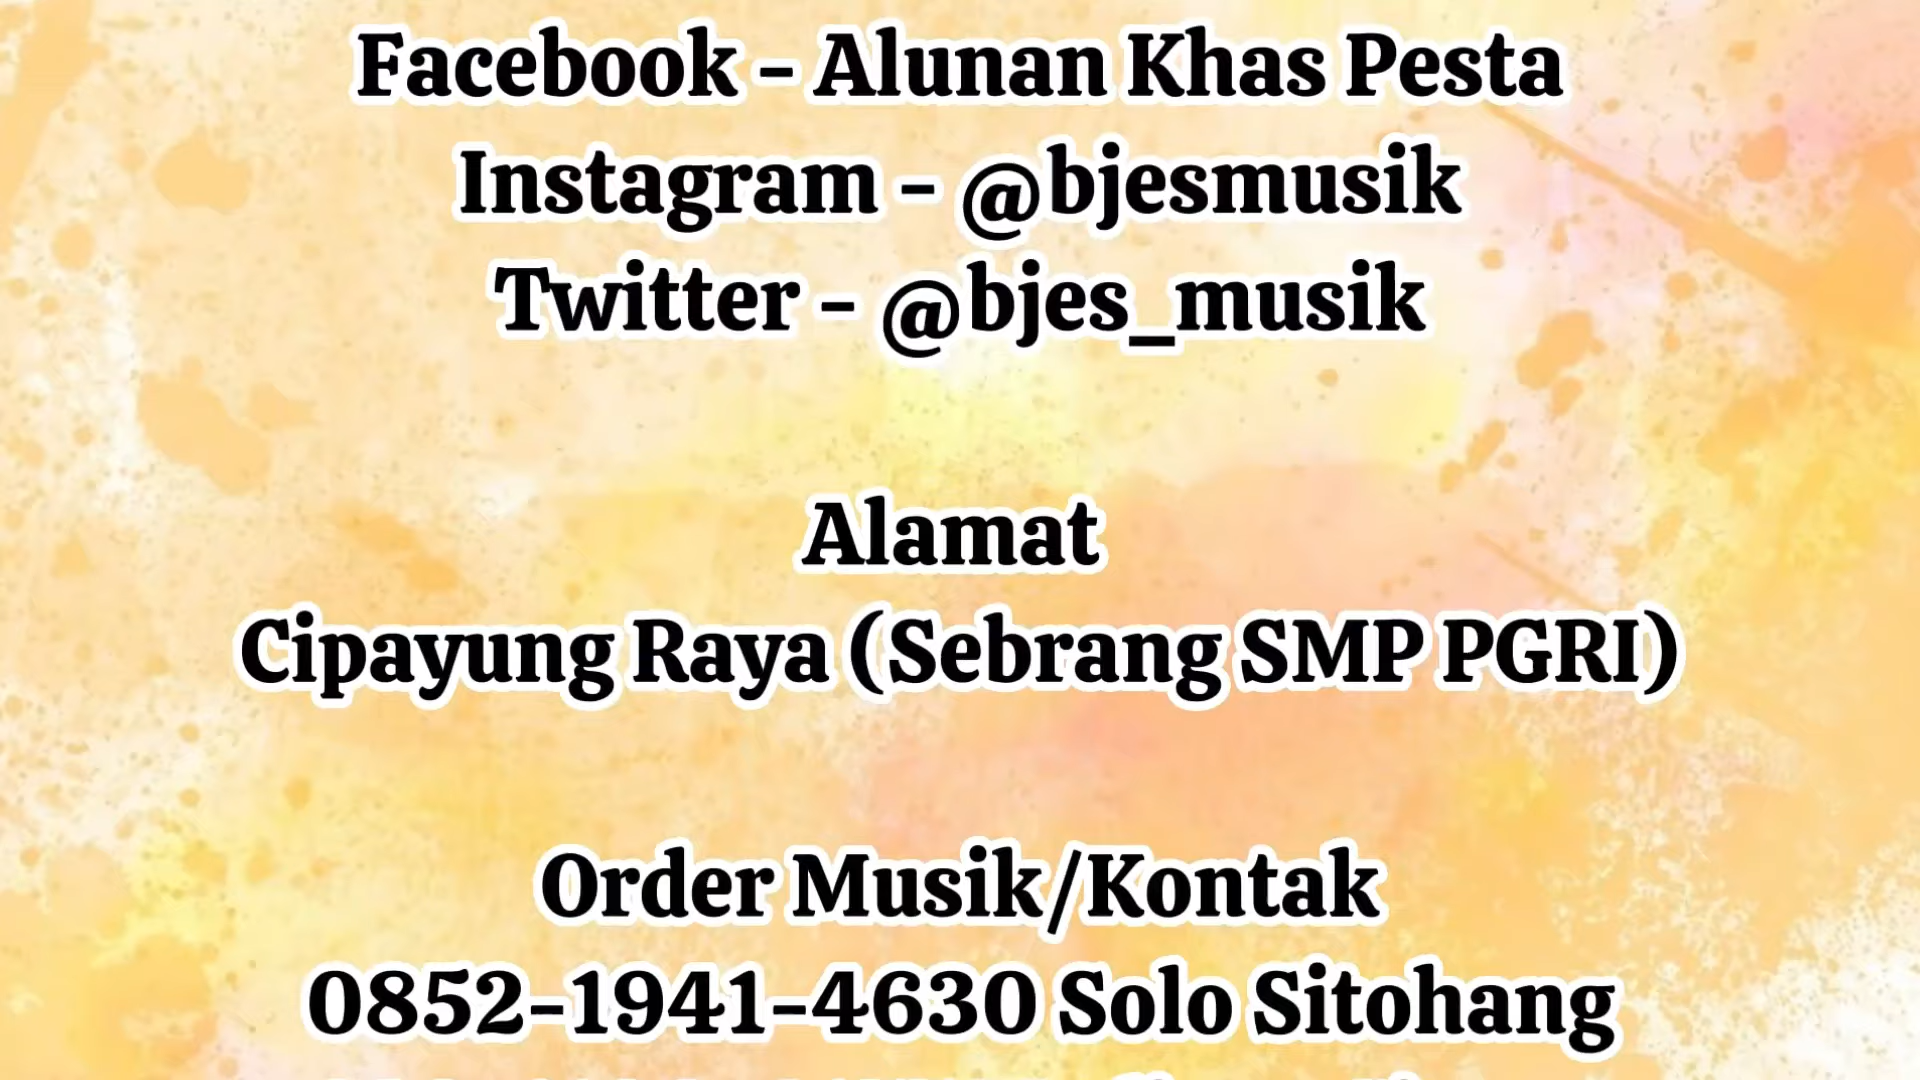 Facebook - Alunan Khas Pesta
Instagram - @bjesmusik
Twitter - @bjes_musik
Alamat
Cipayung Raya (Sebrang SMP PGRI)
Order Musik/Kontak
0852-1941-4630 Solo Sitohang